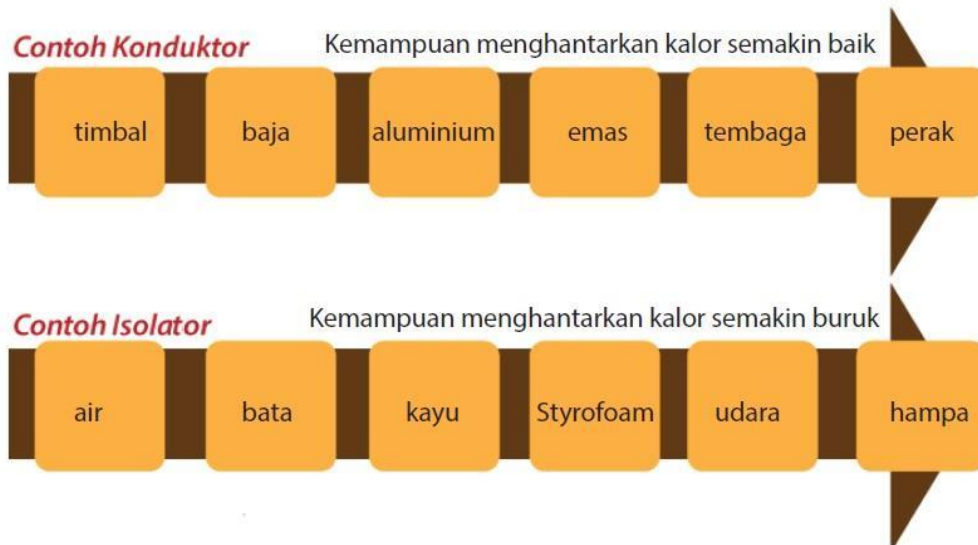 Contoh Konduktor Kemampuan menghantarkan kalor semakin baik
timbal baja aluminium emas tembaga perak
Contoh Isolator Kemampuan menghantarkan kalor semakin buruk
air bata kayu Styrofoam udara hampa